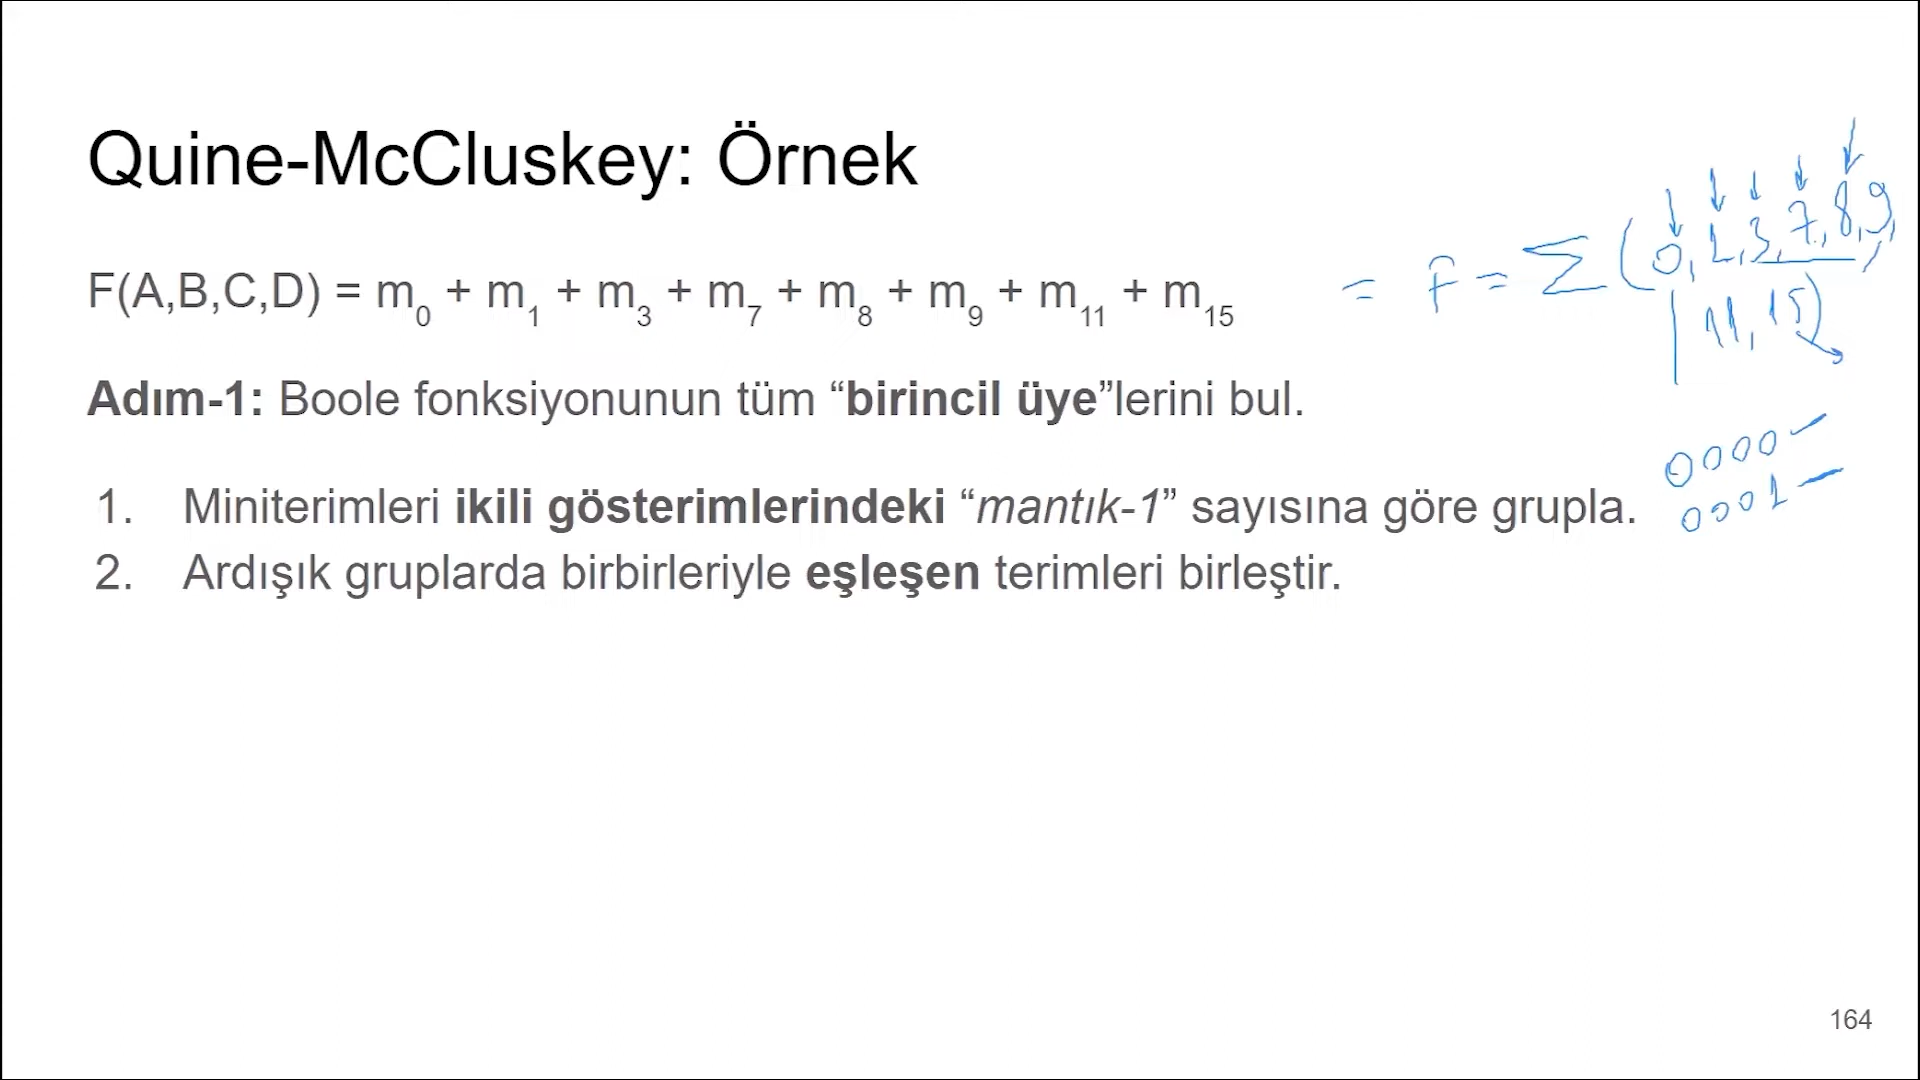 Quine-McCluskey: Örnek
F(A,B,C,D) = m0 + m1 + m3 + m7 + m8 + m9 + m11 + m15 = F = Σ (0, 1, 3, 7, 8, 9,
11, 15)
Adım-1: Boole fonksiyonunun tüm “birincil üye”lerini bul.
0000 -
1. Miniterimleri ikili gösterimlerindeki “mantık-1” sayısına göre grupla.
0001 -
2. Ardışık gruplarda birbirleriyle eşleşen terimleri birleştir.
164